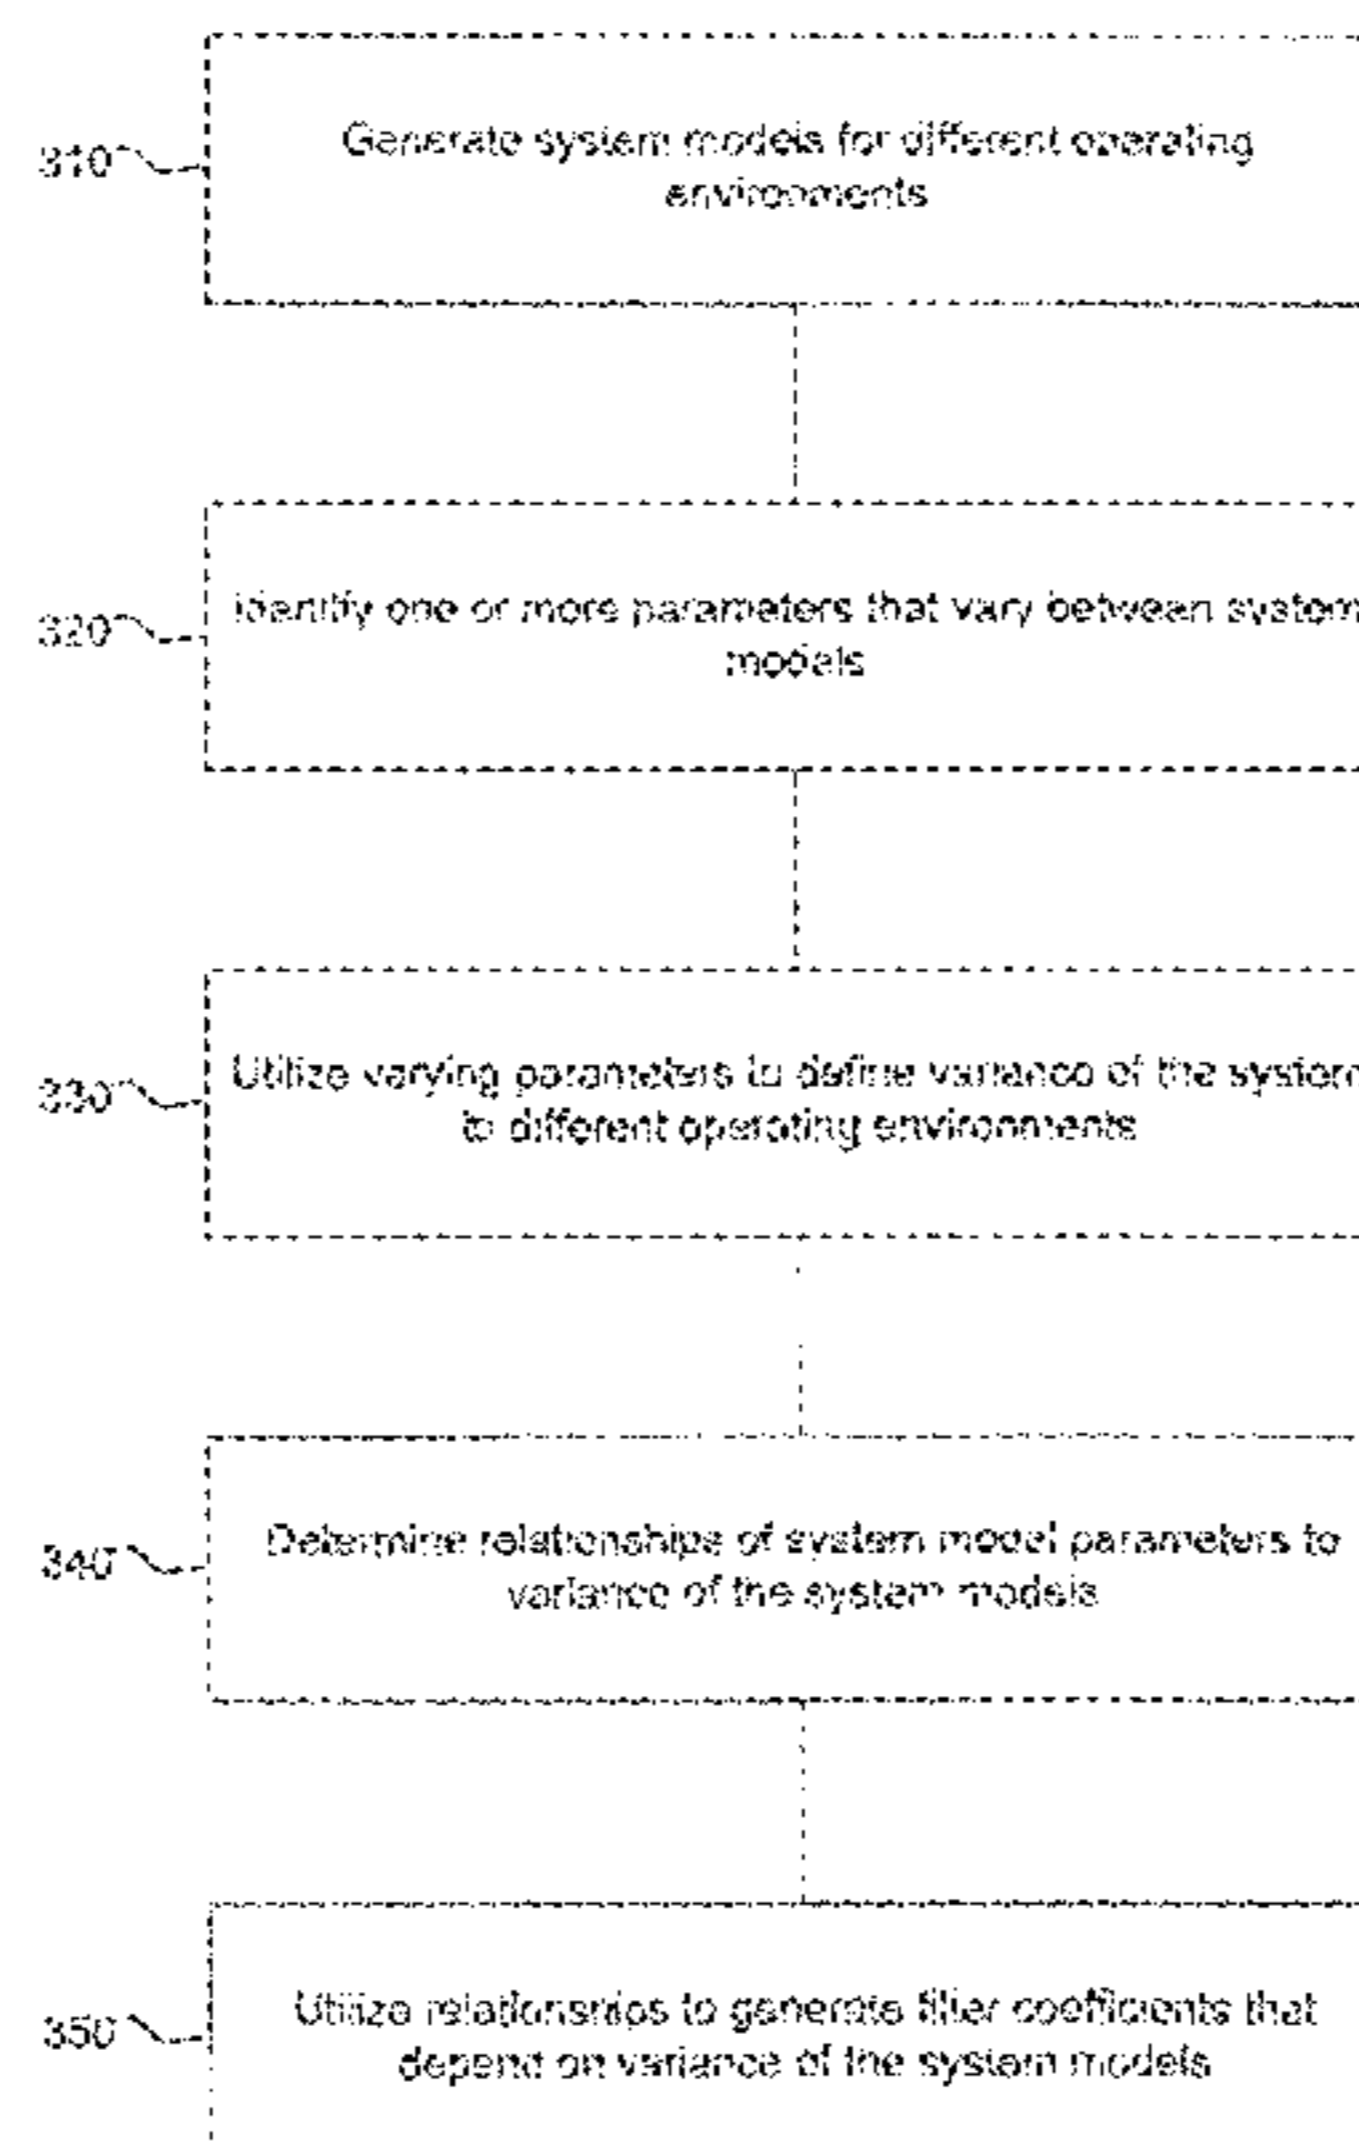 310
Generate system models for different operating
environments
320
Identify one or more parameters that vary between system
models
330
Utilize varying parameters to define variance of the system
to different operating environments
340
Determine relationships of system model parameters to
variance of the system models
350
Utilize relationships to generate filter coefficients that
depend on variance of the system models